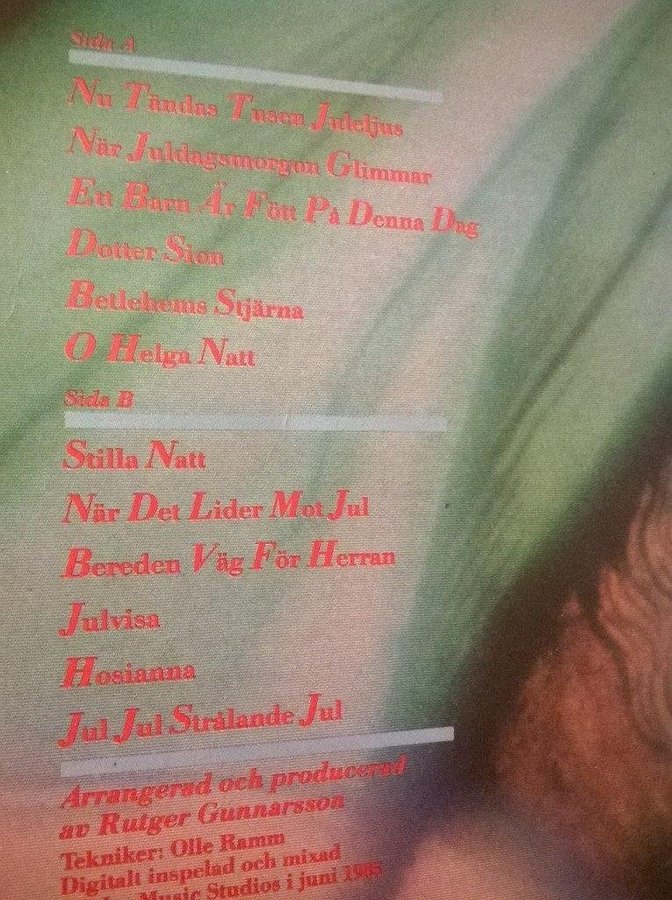 Sida A
Nu Tändas Tusen Juleljus
När Juldagsmorgon Glimmar
Ett Barn Är Fött På Denna Dag
Dotter Sion
Betlehems Stjärna
O Helga Natt
Sida B
Stilla Natt
När Det Lider Mot Jul
Bereden Väg För Herran
Julvisa
Hosianna
Jul Jul Strålande Jul
Arrangerad och producerad
av Rutger Gunnarsson
Tekniker: Olle Ramm
Digitalt inspelad och mixad
Music Studios i juni 1985